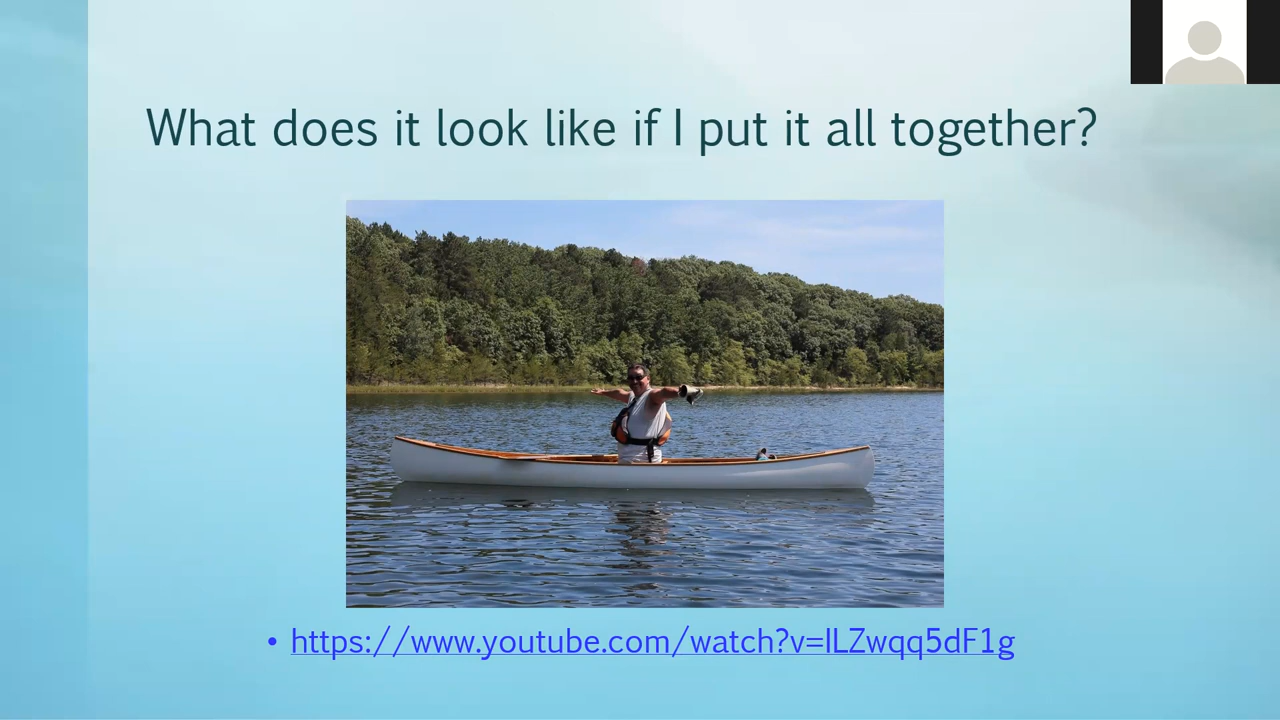 What does it look like if I put it all together?
• https://www.youtube.com/watch?v=lLZwqq5dF1g